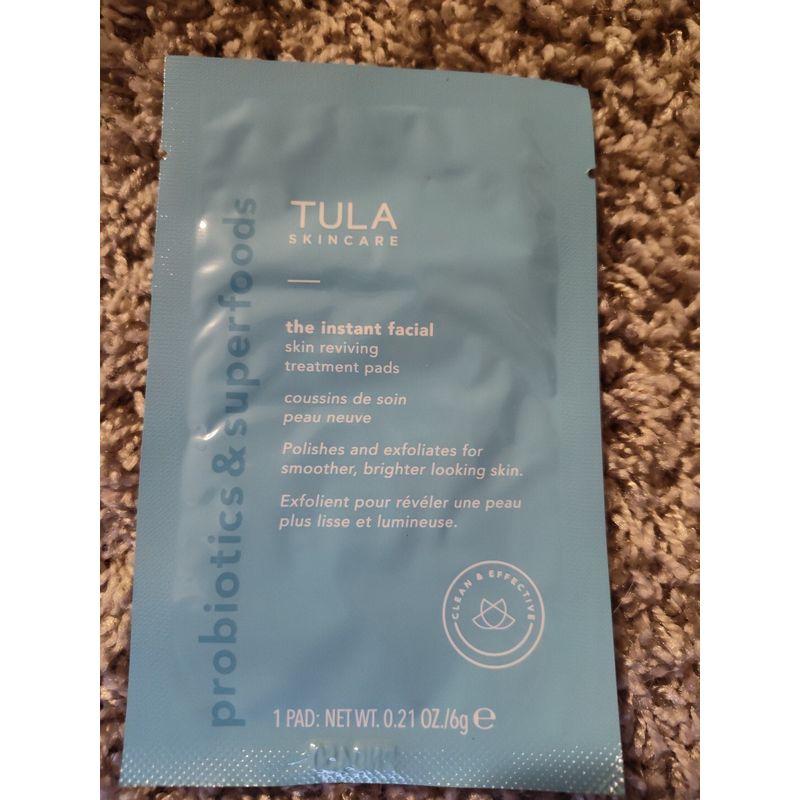 TULA
SKINCARE
the instant facial
skin reviving
treatment pads
coussins de soin
peau neuve
Polishes and exfoliates for
smoother, brighter looking skin.
Exfolient pour révéler une peau
plus lisse et lumineuse.
probiotics & superfoods
CLEAN & EFFECTIVE
1 PAD: NET WT. 0.21 OZ./6g ℮